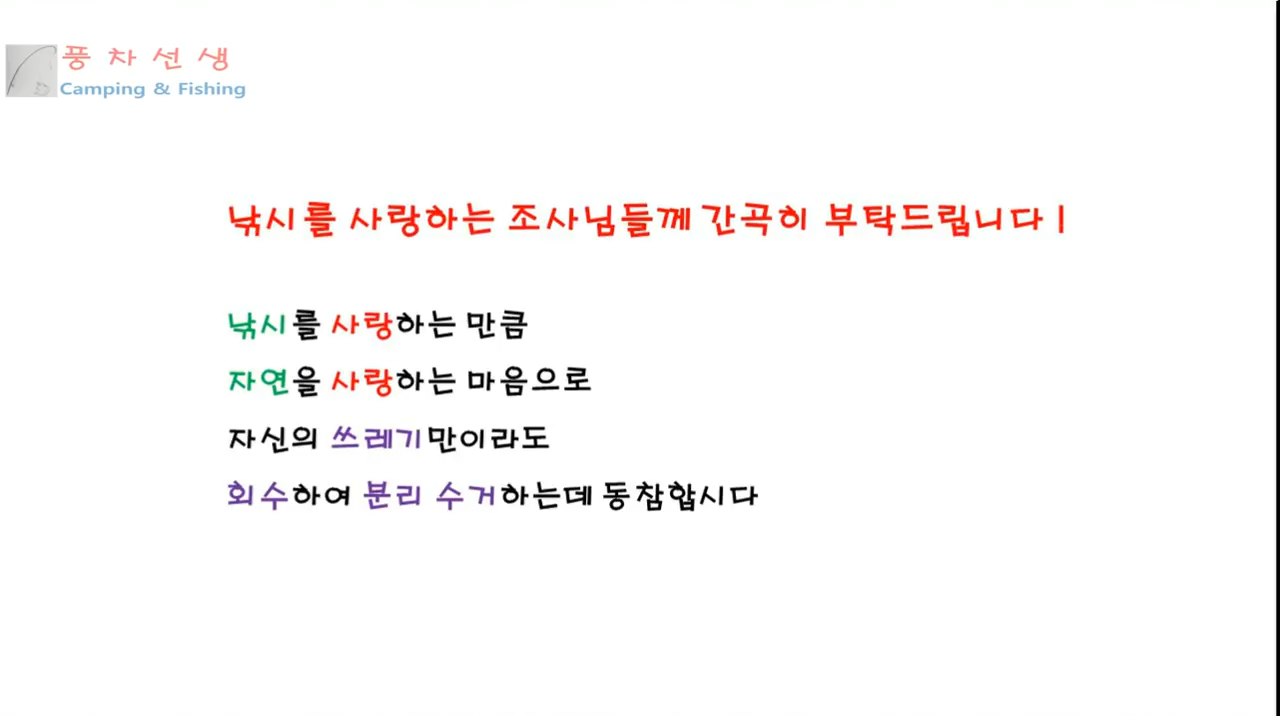 풍차선생
Camping & Fishing
낚시를 사랑하는 조사님들께 간곡히 부탁드립니다
낚시를 사랑하는 만큼
자연을 사랑하는 마음으로
자신의 쓰레기만이라도
회수하여 분리 수거하는데 동참합시다